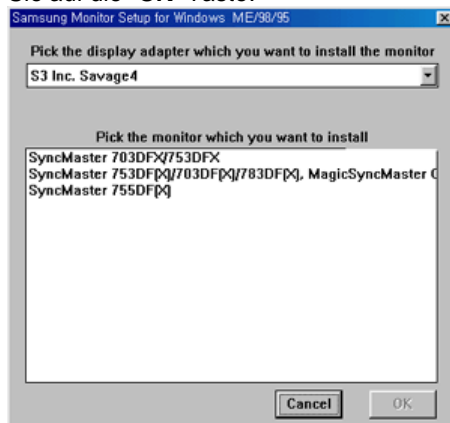 Samsung Monitor Setup for Windows ME/98/95
Pick the display adapter which you want to install the monitor
S3 Inc. Savage4
Pick the monitor which you want to install
SyncMaster 703DFX/753DFX
SyncMaster 753DF[X]/703DF[X]/783DF[X], MagicSyncMaster
SyncMaster 755DF[X]
Cancel
OK